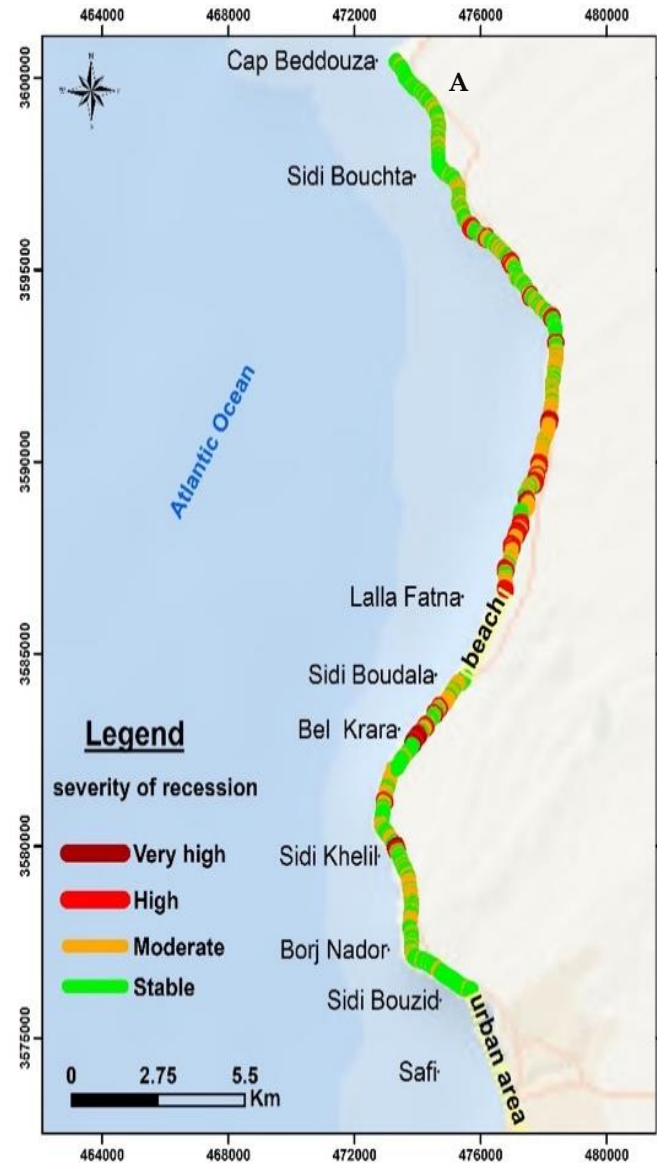 464000 468000 472000 476000 480000
3600000
3595000
3590000
3585000
3580000
3575000
N
Cap Beddouza
A
Sidi Bouchta
Atlantic Ocean
Lalla Fatna
beach
Sidi Boudala
Bel Krara
Sidi Khelil
Borj Nador
Sidi Bouzid
urban area
Safi
Legend
severity of recession
Very high
High
Moderate
Stable
0 2.75 5.5
Km
464000 468000 472000 476000 480000